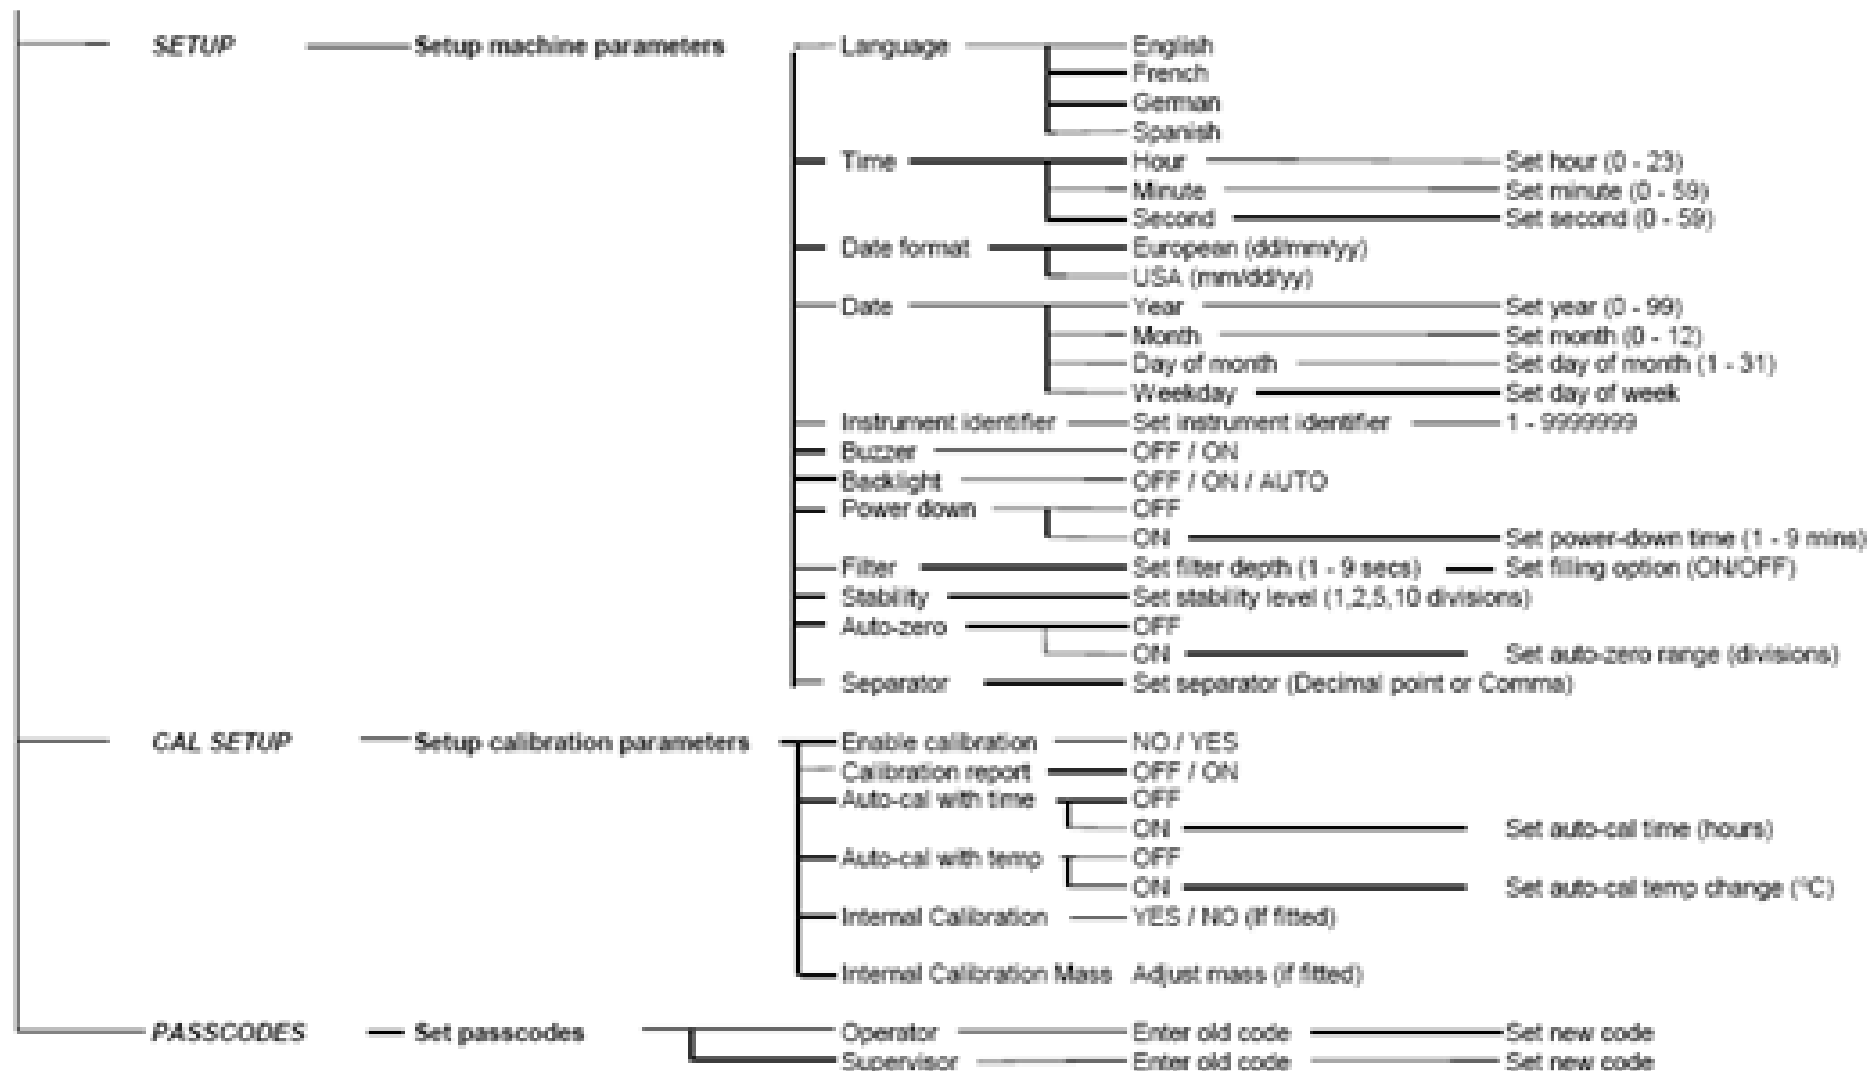 SETUP Setup machine parameters Language English
French
German
Spanish
Time Hour Set hour (0 - 23)
Minute Set minute (0 - 59)
Second Set second (0 - 59)
Date format European (dd/mm/yy)
USA (mm/dd/yy)
Date Year Set year (0 - 99)
Month Set month (0 - 12)
Day of month Set day of month (1 - 31)
Weekday Set day of week
Instrument identifier Set instrument identifier 1 - 9999999
Buzzer OFF / ON
Backlight OFF / ON / AUTO
Power down OFF
ON Set power-down time (1 - 9 mins)
Filter Set filter depth (1 - 9 secs) Set filling option (ON/OFF)
Stability Set stability level (1,2,5,10 divisions)
Auto-zero OFF
ON Set auto-zero range (divisions)
Separator Set separator (Decimal point or Comma)
CAL SETUP Setup calibration parameters Enable calibration NO / YES
Calibration report OFF / ON
Auto-cal with time OFF
ON Set auto-cal time (hours)
Auto-cal with temp OFF
ON Set auto-cal temp change (°C)
Internal Calibration YES / NO (If fitted)
Internal Calibration Mass Adjust mass (if fitted)
PASSCODES Set passcodes Operator Enter old code Set new code
Supervisor Enter old code Set new code